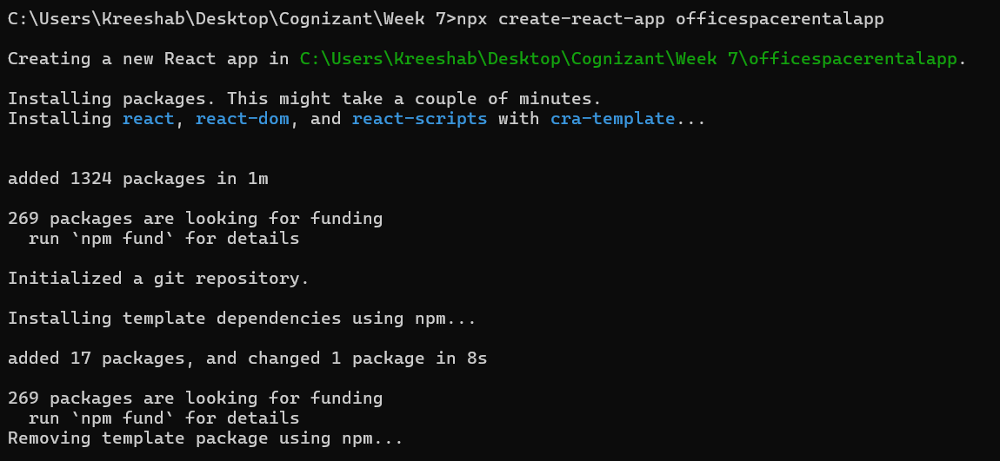 C:\Users\Kreeshab\Desktop\Cognizant\Week 7>npx create-react-app officespacerentalapp
Creating a new React app in C:\Users\Kreeshab\Desktop\Cognizant\Week 7\officespacerentalapp.
Installing packages. This might take a couple of minutes.
Installing react, react-dom, and react-scripts with cra-template...
added 1324 packages in 1m
269 packages are looking for funding
  run `npm fund` for details
Initialized a git repository.
Installing template dependencies using npm...
added 17 packages, and changed 1 package in 8s
269 packages are looking for funding
  run `npm fund` for details
Removing template package using npm...